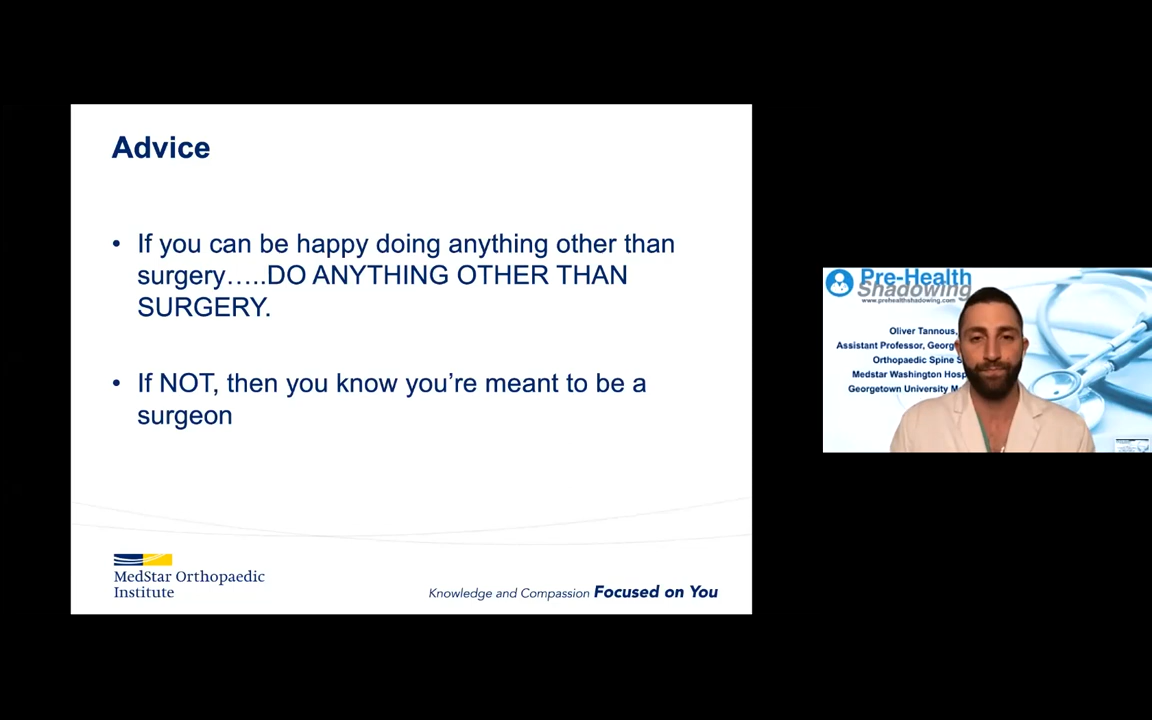 Advice
• If you can be happy doing anything other than
surgery…..DO ANYTHING OTHER THAN
SURGERY.
• If NOT, then you know you’re meant to be a
surgeon
MedStar Orthopaedic
Institute
Knowledge and Compassion Focused on You
Pre-Health
Shadowing
www.prehealthshadowing.com
Oliver Tannous,
Assistant Professor,
Orthopaedic Spine
Medstar Washington
Georgetown University